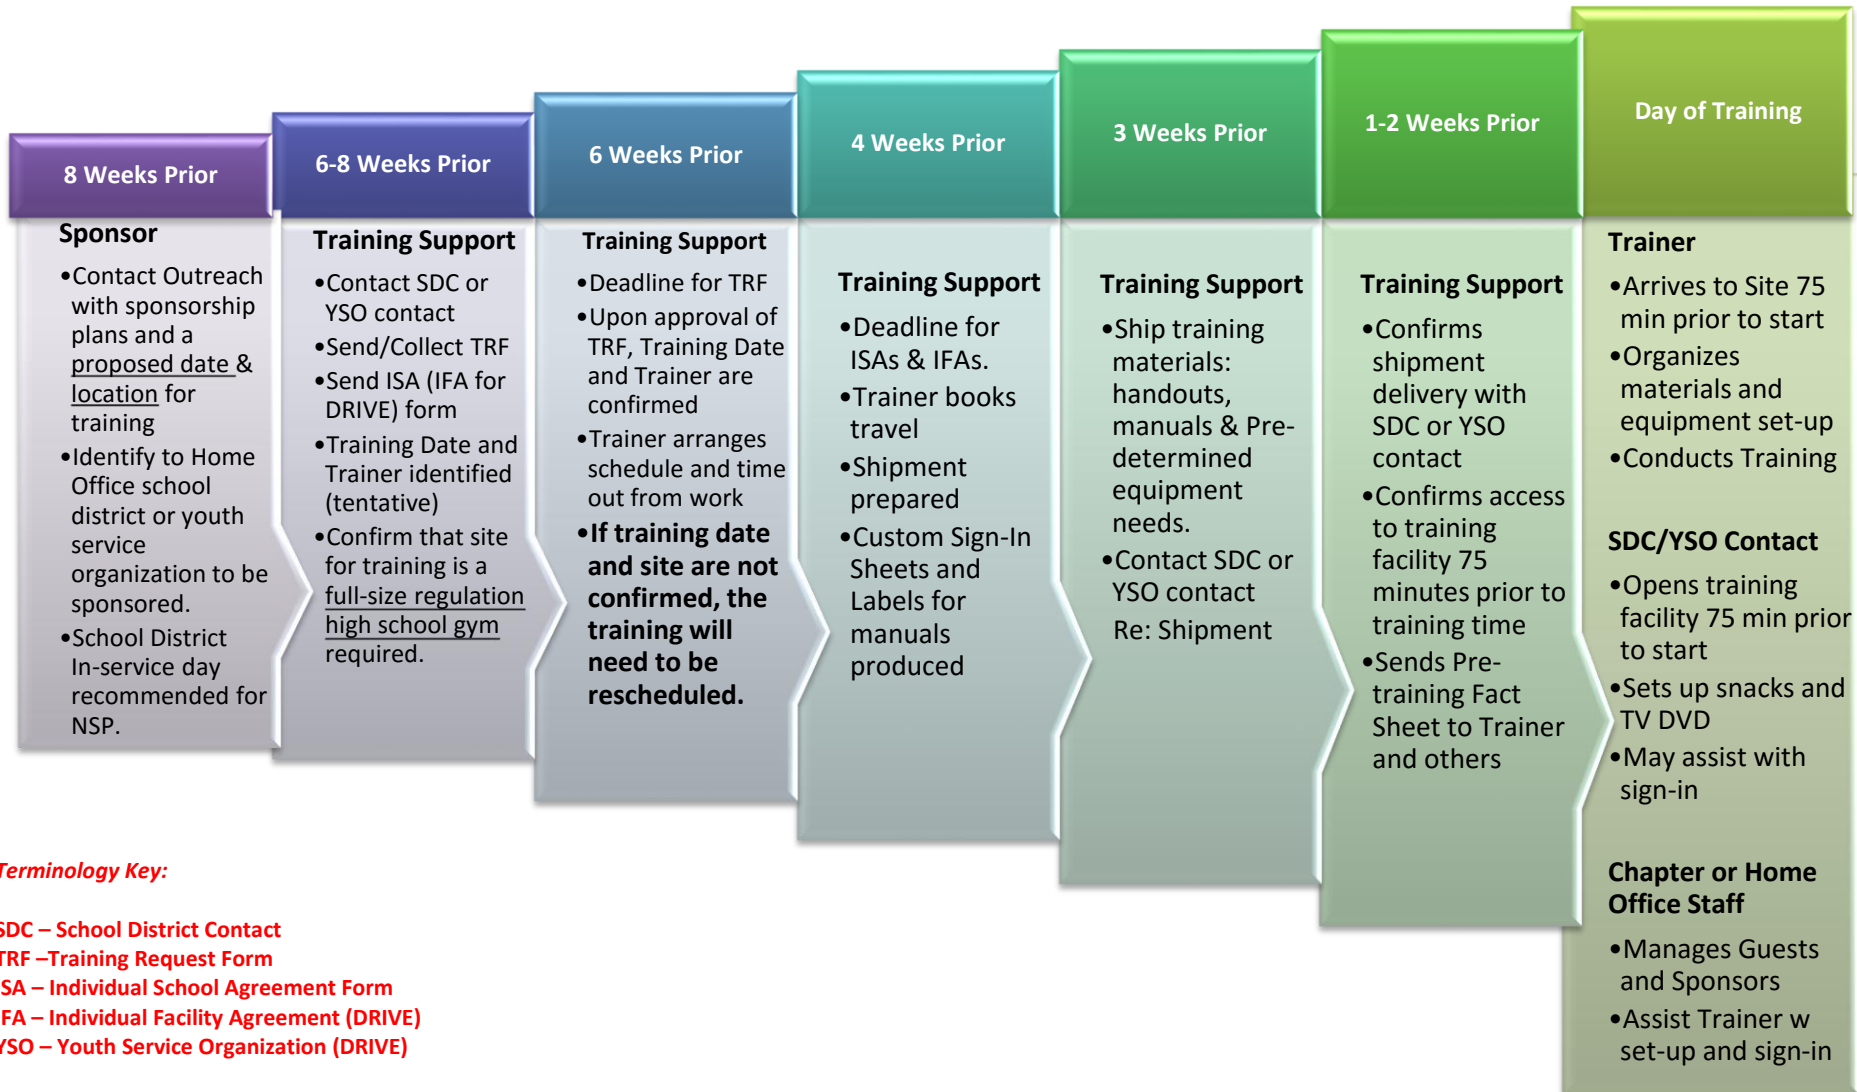 8 Weeks Prior
Sponsor
•Contact Outreach
with sponsorship
plans and a
proposed date &
location for
training
•Identify to Home
Office school
district or youth
service
organization to be
sponsored.
•School District
In-service day
recommended for
NSP.
6-8 Weeks Prior
Training Support
•Contact SDC or
YSO contact
•Send/Collect TRF
•Send ISA (IFA for
DRIVE) form
•Training Date and
Trainer identified
(tentative)
•Confirm that site
for training is a
full-size regulation
high school gym
required.
6 Weeks Prior
Training Support
•Deadline for TRF
•Upon approval of
TRF, Training Date
and Trainer are
confirmed
•Trainer arranges
schedule and time
out from work
•If training date
and site are not
confirmed, the
training will
need to be
rescheduled.
4 Weeks Prior
Training Support
•Deadline for
ISAs & IFAs.
•Trainer books
travel
•Shipment
prepared
•Custom Sign-In
Sheets and
Labels for
manuals
produced
3 Weeks Prior
Training Support
•Ship training
materials:
handouts,
manuals & Pre-
determined
equipment
needs.
•Contact SDC or
YSO contact
Re: Shipment
1-2 Weeks Prior
Training Support
•Confirms
shipment
delivery with
SDC or YSO
contact
•Confirms access
to training
facility 75
minutes prior to
training time
•Sends Pre-
training Fact
Sheet to Trainer
and others
Day of Training
Trainer
•Arrives to Site 75
min prior to start
•Organizes
materials and
equipment set-up
•Conducts Training
SDC/YSO Contact
•Opens training
facility 75 min prior
to start
•Sets up snacks and
TV DVD
•May assist with
sign-in
Chapter or Home
Office Staff
•Manages Guests
and Sponsors
•Assist Trainer w
set-up and sign-in
Terminology Key:
SDC – School District Contact
TRF –Training Request Form
ISA – Individual School Agreement Form
IFA – Individual Facility Agreement (DRIVE)
YSO – Youth Service Organization (DRIVE)